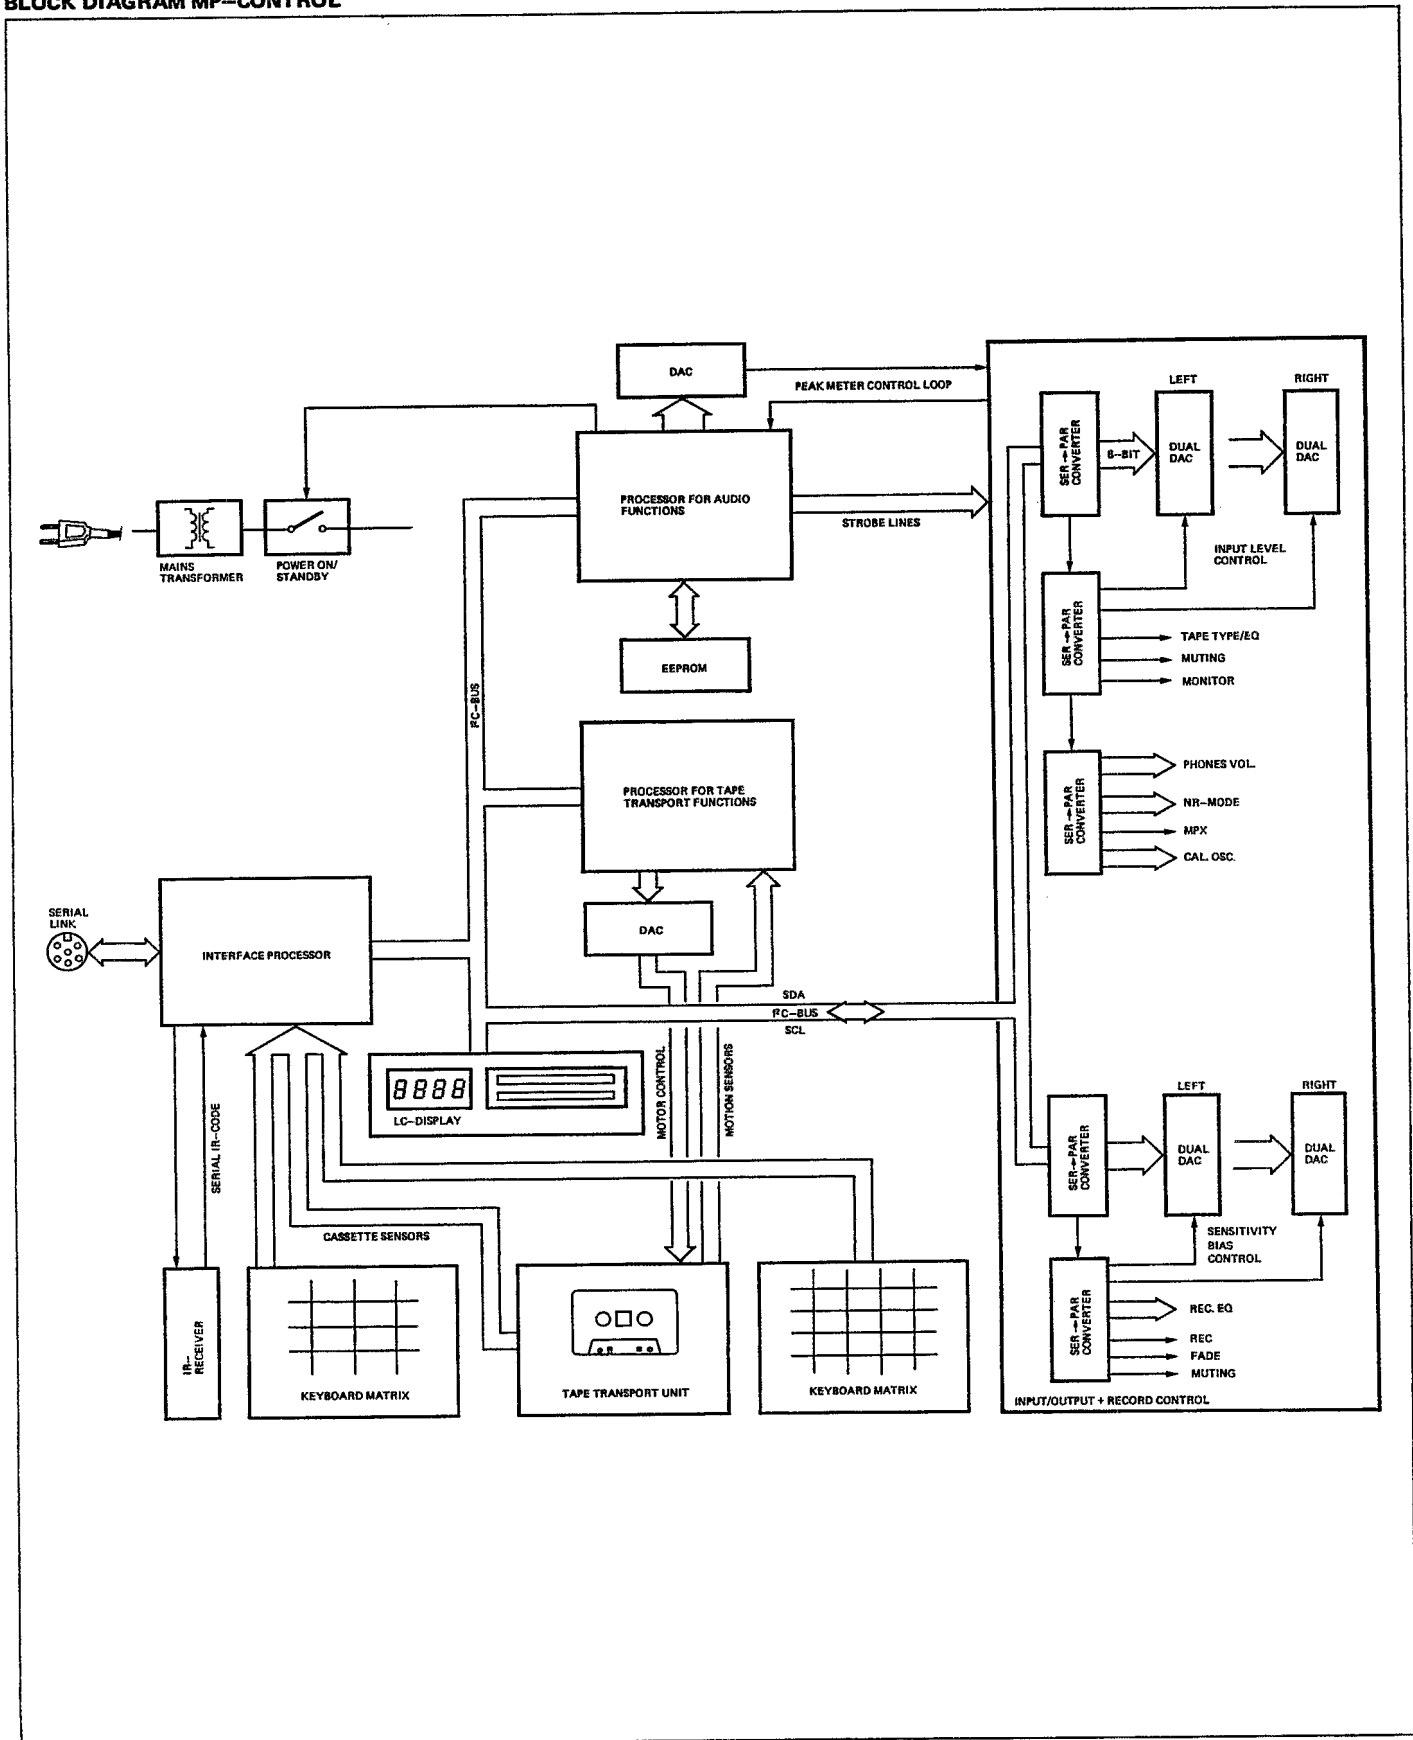 BLOCK DIAGRAM MP-CONTROL
DAC
PEAK METER CONTROL LOOP
LEFT
RIGHT
SER→PAR
CONVERTER
8-BIT
DUAL
DAC
DUAL
DAC
PROCESSOR FOR AUDIO
FUNCTIONS
STROBE LINES
MAINS
TRANSFORMER
POWER ON/
STANDBY
INPUT LEVEL
CONTROL
SER→PAR
CONVERTER
TAPE TYPE/EQ
MUTING
MONITOR
EEPROM
I²C-BUS
PROCESSOR FOR TAPE
TRANSPORT FUNCTIONS
SER→PAR
CONVERTER
PHONES VOL.
NR-MODE
MPX
CAL. OSC.
DAC
SERIAL
LINK
INTERFACE PROCESSOR
SDA
I²C-BUS
SCL
8888
LC-DISPLAY
MOTOR CONTROL
MOTION SENSORS
SERIAL IR-CODE
LEFT
RIGHT
SER→PAR
CONVERTER
DUAL
DAC
DUAL
DAC
CASSETTE SENSORS
SENSITIVITY
BIAS
CONTROL
SER→PAR
CONVERTER
REC. EQ
REC
FADE
MUTING
IR-
RECEIVER
KEYBOARD MATRIX
TAPE TRANSPORT UNIT
KEYBOARD MATRIX
INPUT/OUTPUT + RECORD CONTROL